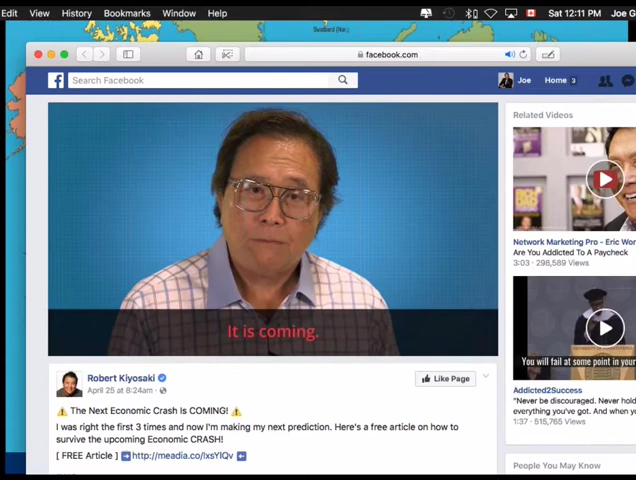 Edit View History Bookmarks Window Help Sat 12:11 PM Joe G
facebook.com
Search Facebook
Joe Home 3
Related Videos
It is coming.
Network Marketing Pro - Eric Wor
Are You Addicted To A Paycheck
3:03 · 298,589 Views
You will fail at some point in your
Robert Kiyosaki
April 25 at 8:24am ·
Like Page
⚠ The Next Economic Crash is COMING! ⚠
I was right the first 3 times and now I'm making my next prediction. Here's a free article on how to
survive the upcoming Economic CRASH!
[ FREE Article ] ➡http://meadia.co/lxsYlQv ⬅
Addicted2Success
"Never be discouraged. Never hold
everything you've got. And when yo
1:37 · 515,765 Views
People You May Know